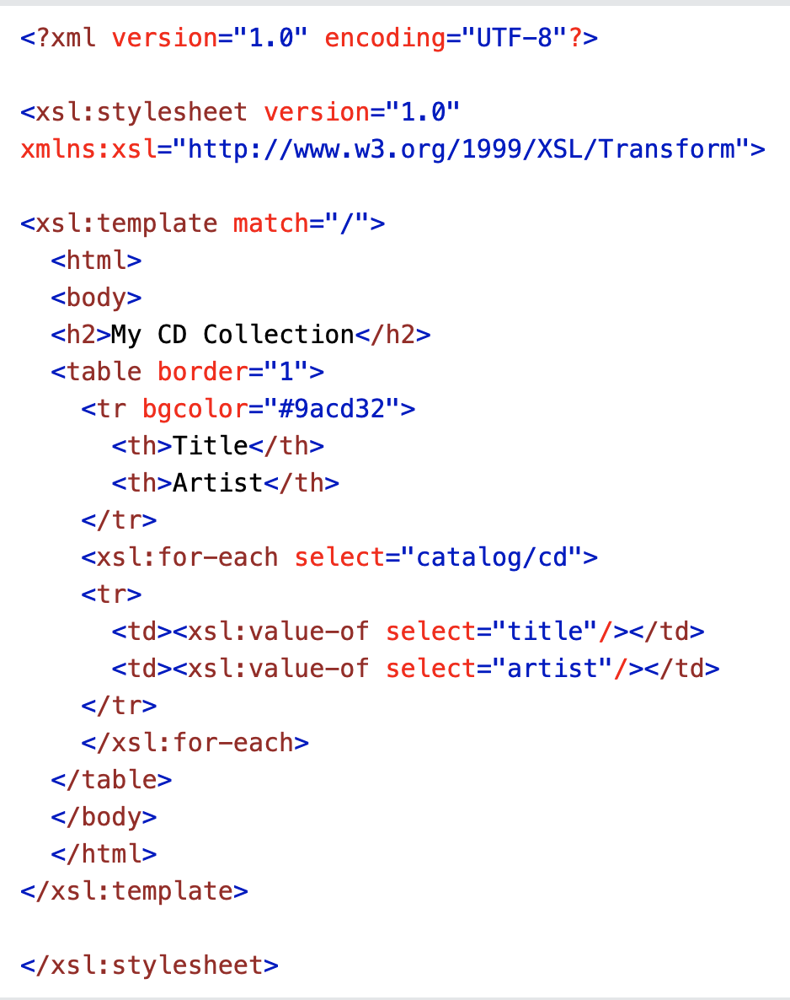 <?xml version="1.0" encoding="UTF-8"?>
<xsl:stylesheet version="1.0"
xmlns:xsl="http://www.w3.org/1999/XSL/Transform">
<xsl:template match="/">
<html>
<body>
<h2>My CD Collection</h2>
<table border="1">
<tr bgcolor="#9acd32">
<th>Title</th>
<th>Artist</th>
</tr>
<xsl:for-each select="catalog/cd">
<tr>
<td><xsl:value-of select="title"/></td>
<td><xsl:value-of select="artist"/></td>
</tr>
</xsl:for-each>
</table>
</body>
</html>
</xsl:template>
</xsl:stylesheet>